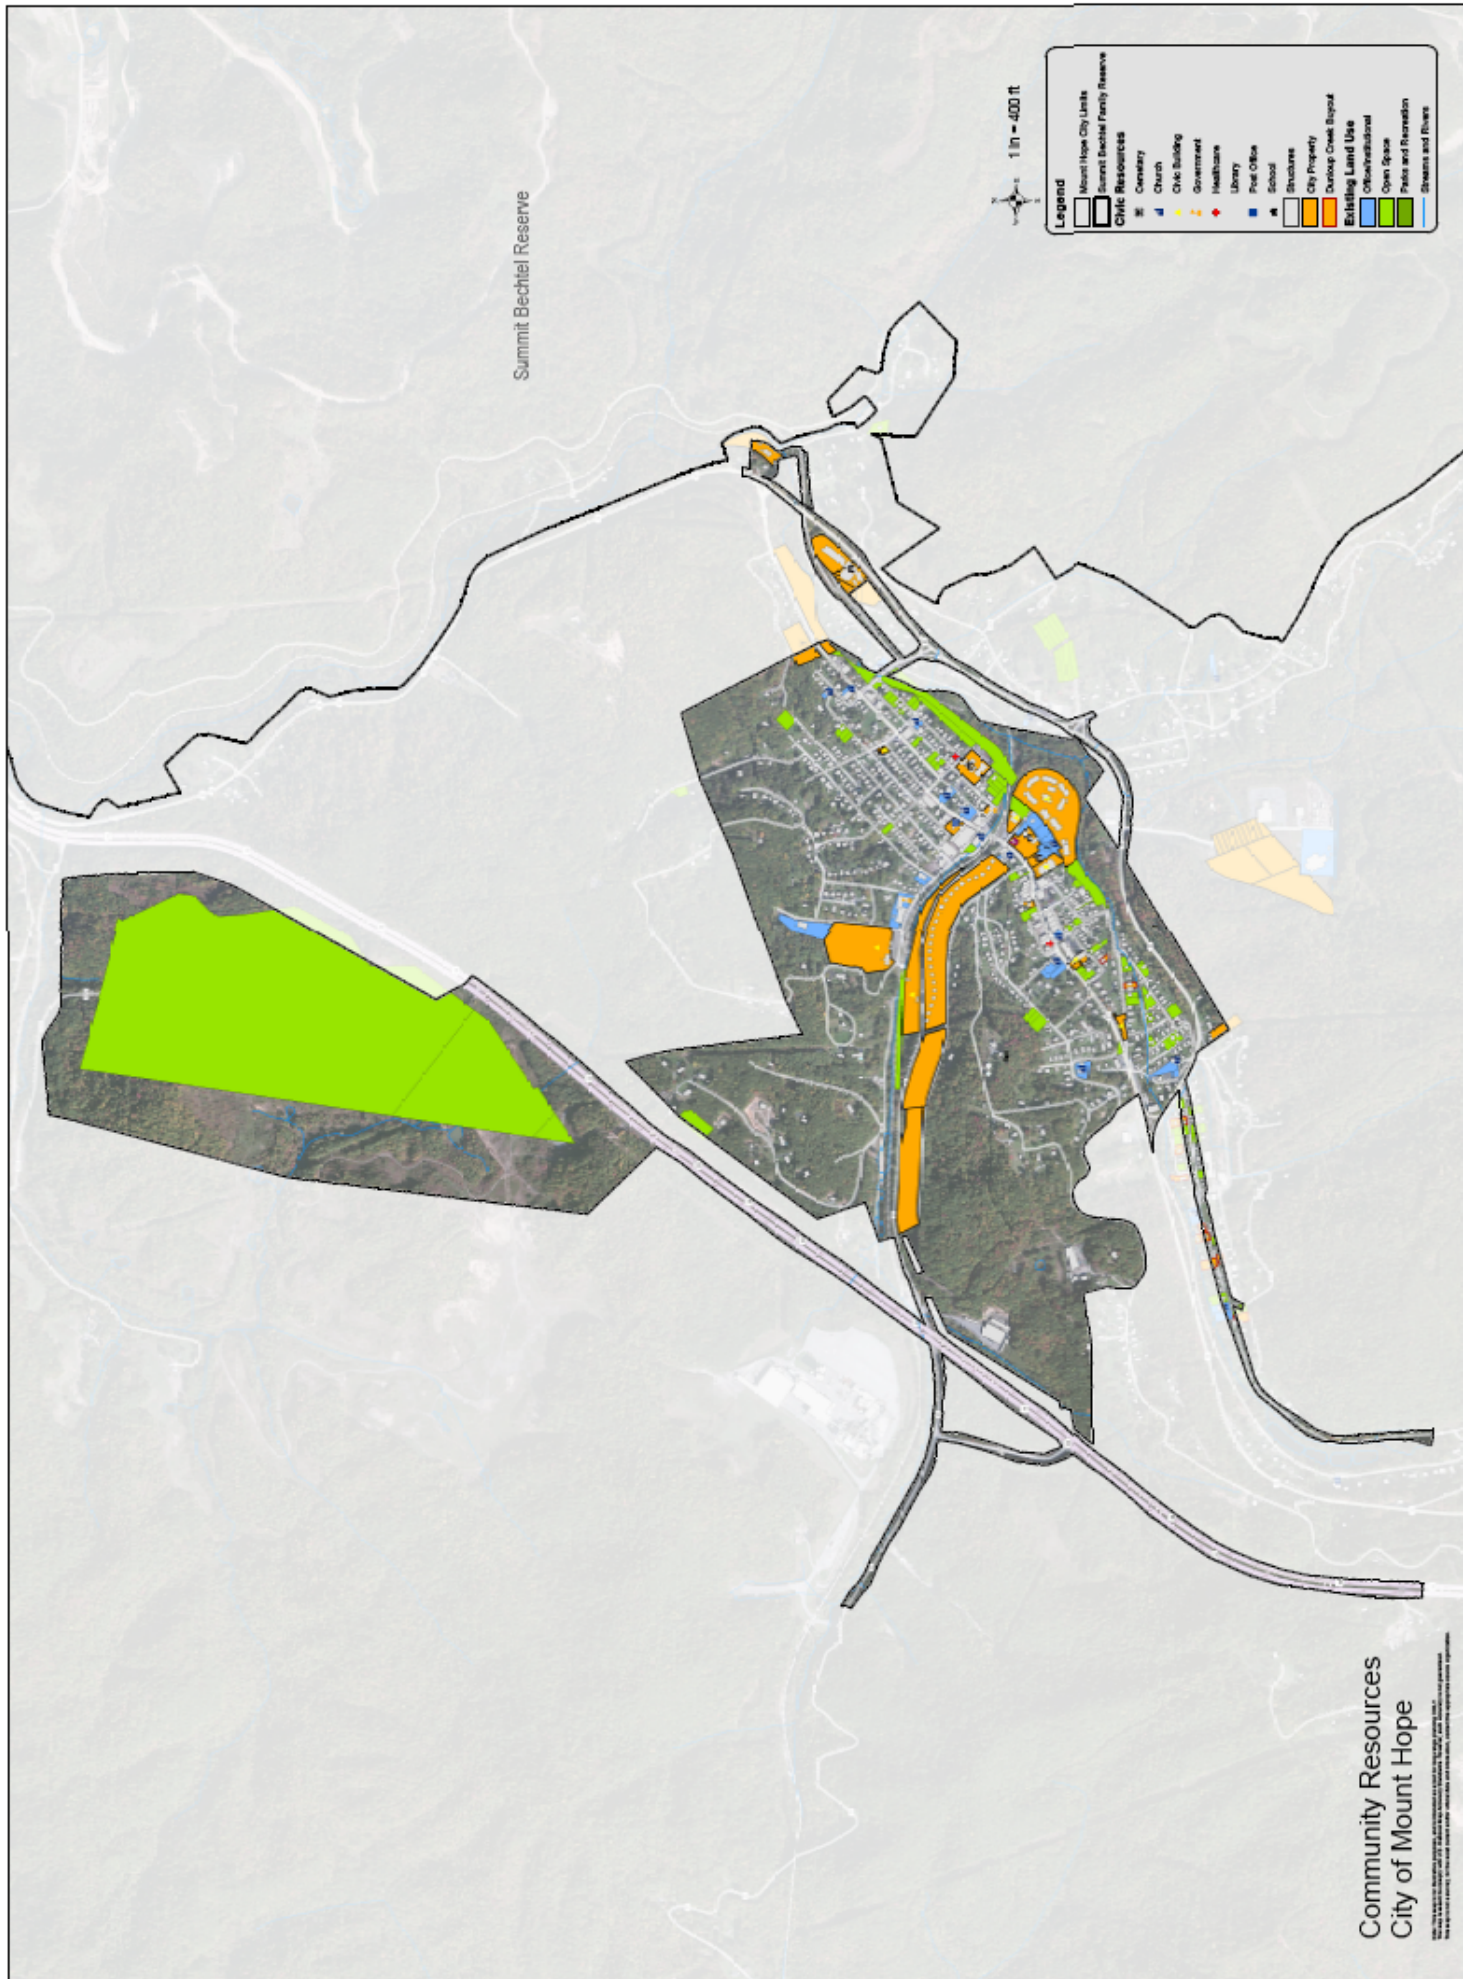 Summit Bechtel Reserve
1 in = 400 ft
Legend
Mount Hope City Limits
Summit Bechtel Family Reserve
Civic Resources
Cemetary
Church
Civic Building
Government
Healthcare
Library
Post Office
School
Structures
City Property
Dunloup Creek Buyout
Existing Land Use
Office/Institutional
Open Space
Parks and Recreation
Streams and Rivers
Community Resources
City of Mount Hope